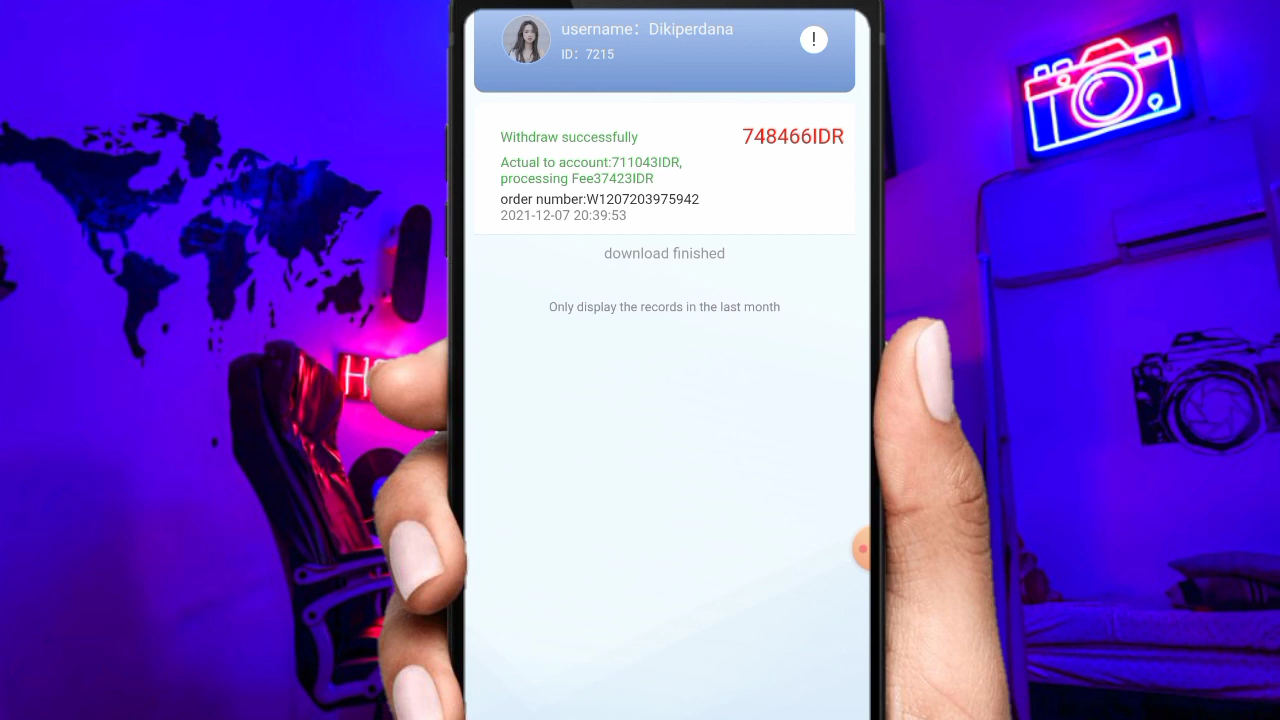 username： Dikiperdana
ID： 7215
!
Withdraw successfully
748466IDR
Actual to account:711043IDR,
processing Fee37423IDR
order number:W1207203975942
2021-12-07 20:39:53
download finished
Only display the records in the last month